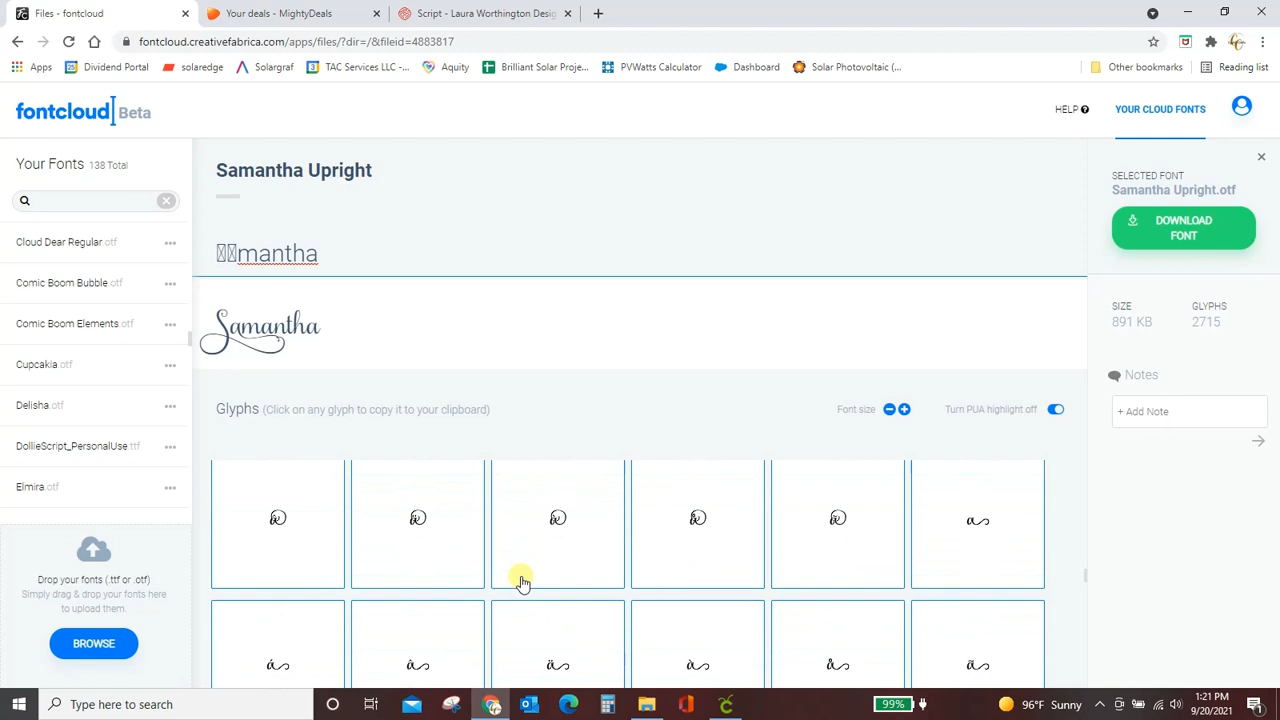 Files - fontcloud
Your deals - MightyDeals
Script - Laura Worthington Desig
fontcloud.creativefabrica.com/apps/files/?dir=/&fileid=4883817
Apps
Dividend Portal
solaredge
Solargraf
TAC Services LLC -...
Aquity
Brilliant Solar Proje...
PVWatts Calculator
Dashboard
Solar Photovoltaic (...
Other bookmarks
Reading list
fontcloud Beta
HELP
YOUR CLOUD FONTS
Your Fonts 138 Total
Cloud Dear Regular.otf
Comic Boom Bubble.otf
Comic Boom Elements.otf
Cupcakia.otf
Delisha.otf
DollieScript_PersonalUse.ttf
Elmira.otf
Drop your fonts (.ttf or .otf)
Simply drag & drop your fonts here
to upload them.
BROWSE
Samantha Upright
mantha
Samantha
Glyphs (Click on any glyph to copy it to your clipboard)
Font size
Turn PUA highlight off
a
á â ä à å ã
SELECTED FONT
Samantha Upright.otf
DOWNLOAD
FONT
SIZE
GLYPHS
891 KB
2715
Notes
+ Add Note
Type here to search
99%
96°F Sunny
1:21 PM
9/20/2021